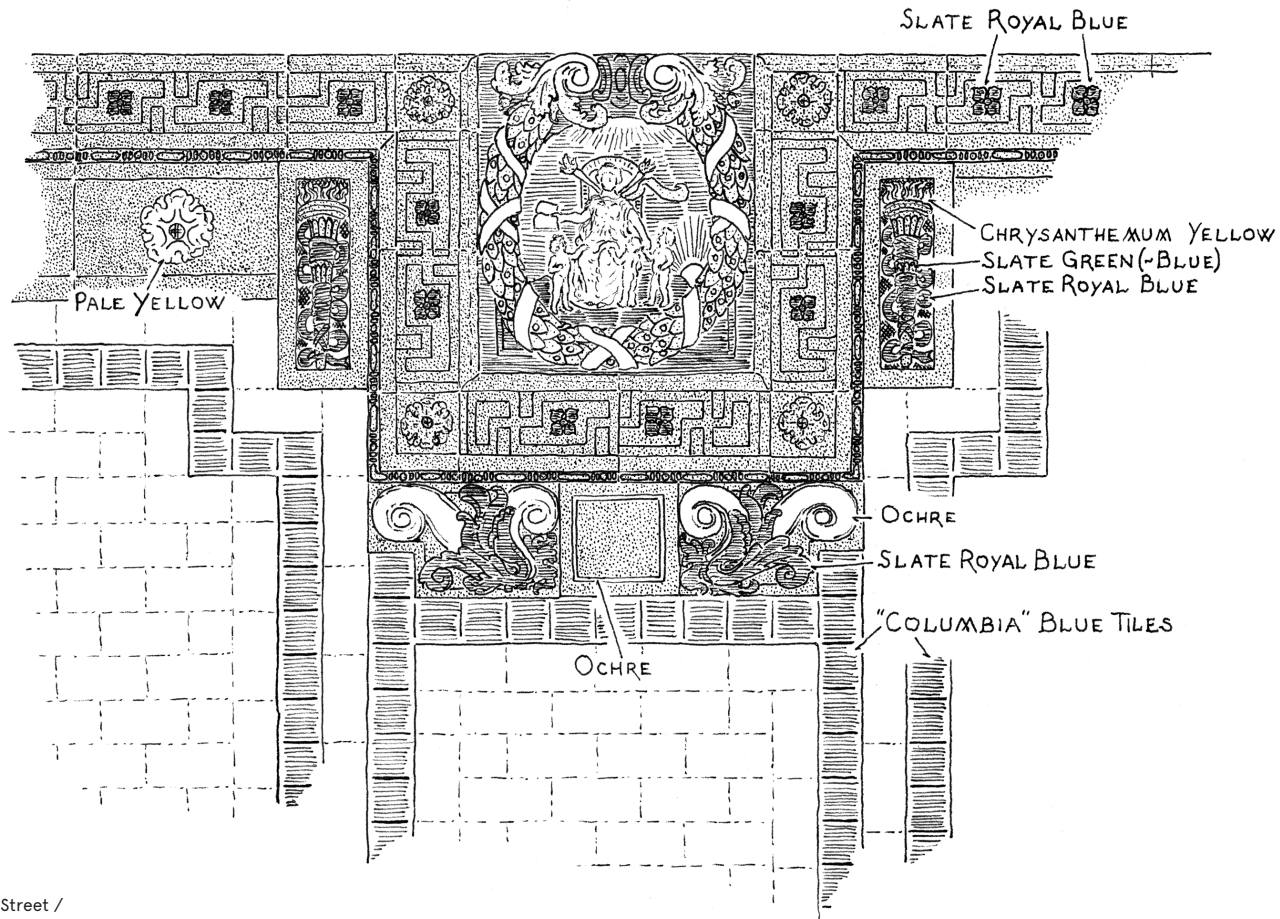 SLATE ROYAL BLUE
CHRYSANTHEMUM YELLOW
SLATE GREEN (-BLUE)
SLATE ROYAL BLUE
PALE YELLOW
OCHRE
SLATE ROYAL BLUE
"COLUMBIA" BLUE TILES
OCHRE
Street /